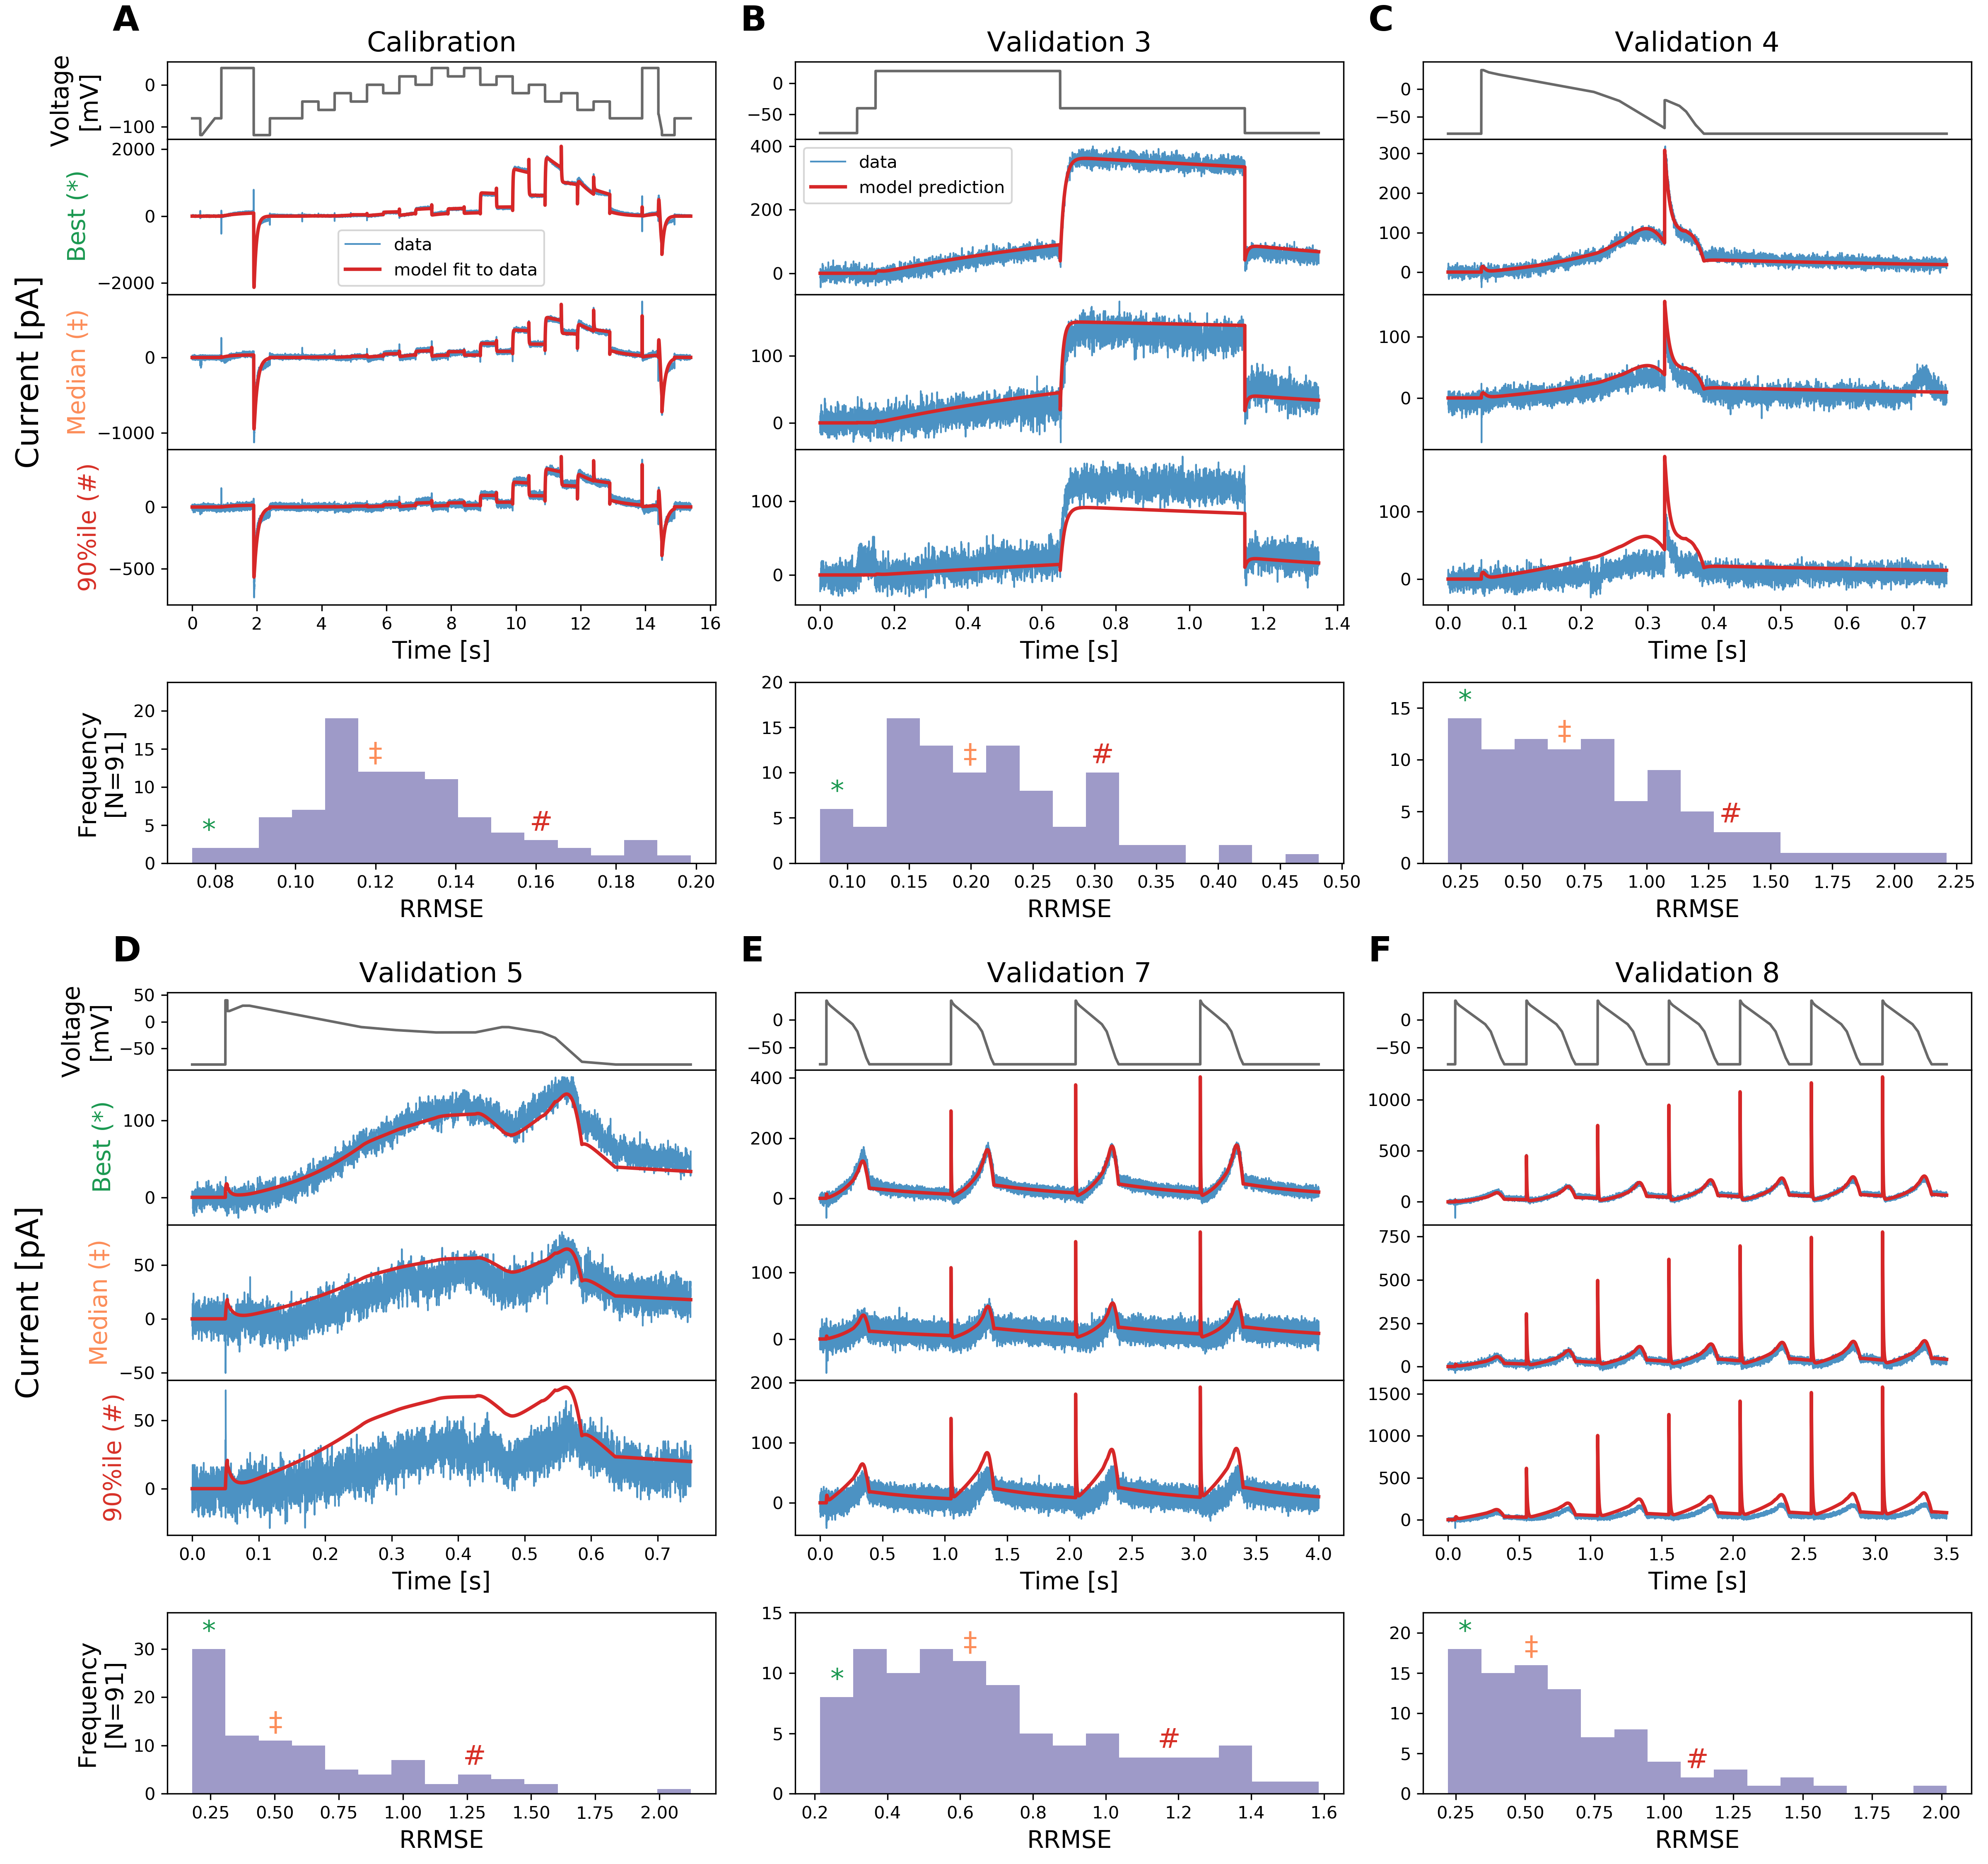 A
Calibration
Voltage
[mV]
0
−100
Current [pA]
Best (*)
2000
0
−2000
data
model fit to data
Median (‡)
0
−1000
90%ile (#)
0
−500
0 2 4 6 8 10 12 14 16
Time [s]
Frequency
[N=91]
20
15
10
5
0
*
‡
#
0.08 0.10 0.12 0.14 0.16 0.18 0.20
RRMSE
B
Validation 3
0
−50
400
200
0
data
model prediction
100
0
100
0
0.0 0.2 0.4 0.6 0.8 1.0 1.2 1.4
Time [s]
20
15
10
5
0
*
‡
#
0.10 0.15 0.20 0.25 0.30 0.35 0.40 0.45 0.50
RRMSE
C
Validation 4
0
−50
300
200
100
0
100
0
100
0
0.0 0.1 0.2 0.3 0.4 0.5 0.6 0.7
Time [s]
15
10
5
0
*
‡
#
0.25 0.50 0.75 1.00 1.25 1.50 1.75 2.00 2.25
RRMSE
D
Validation 5
Voltage
[mV]
50
0
−50
Current [pA]
Best (*)
100
0
Median (‡)
50
0
−50
90%ile (#)
50
0
0.0 0.1 0.2 0.3 0.4 0.5 0.6 0.7
Time [s]
Frequency
[N=91]
30
20
10
0
*
‡
#
0.25 0.50 0.75 1.00 1.25 1.50 1.75 2.00
RRMSE
E
Validation 7
0
−50
400
200
0
100
0
200
100
0
0.0 0.5 1.0 1.5 2.0 2.5 3.0 3.5 4.0
Time [s]
15
10
5
0
*
‡
#
0.2 0.4 0.6 0.8 1.0 1.2 1.4 1.6
RRMSE
F
Validation 8
0
−50
1000
500
0
750
500
250
0
1500
1000
500
0
0.0 0.5 1.0 1.5 2.0 2.5 3.0 3.5
Time [s]
20
15
10
5
0
*
‡
#
0.25 0.50 0.75 1.00 1.25 1.50 1.75 2.00
RRMSE